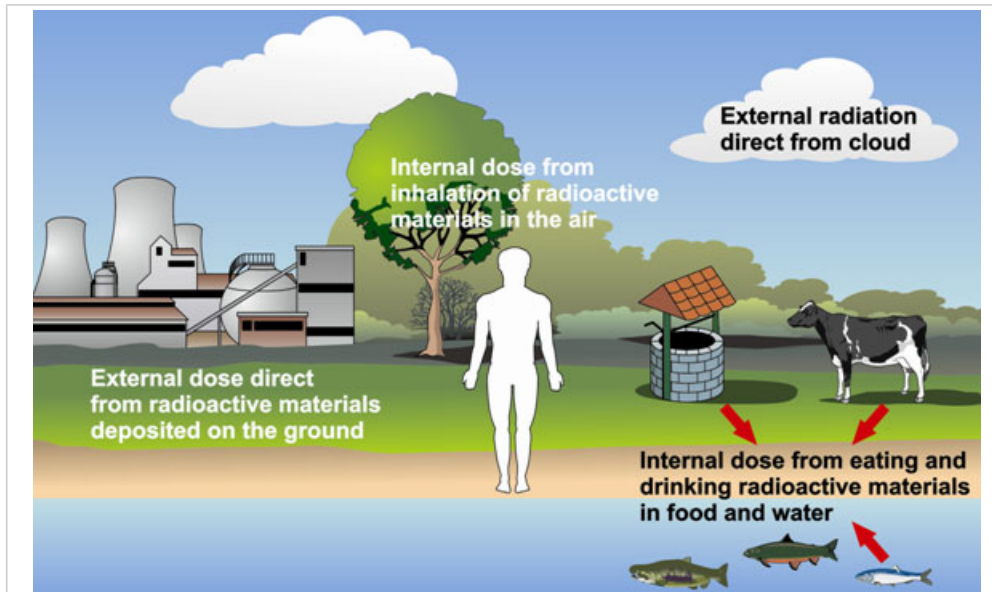 External radiation
direct from cloud
Internal dose from
inhalation of radioactive
materials in the air
External dose direct
from radioactive materials
deposited on the ground
Internal dose from eating and
drinking radioactive materials
in food and water